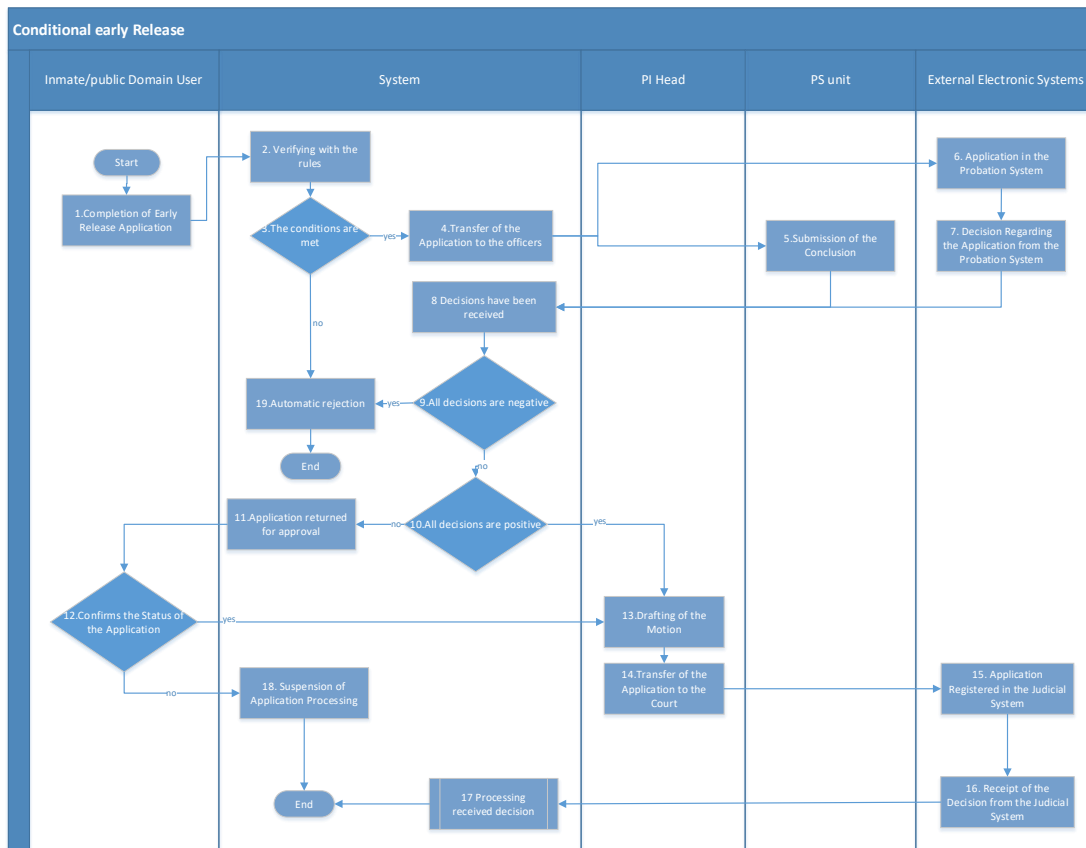 Conditional early Release
Inmate/public Domain User
System
PI Head
PS unit
External Electronic Systems
Start
1.Completion of Early
Release Application
2. Verifying with the
rules
3.The conditions are
met
yes
4.Transfer of the
Application to the officers
5.Submission of the
Conclusion
6. Application in the
Probation System
7. Decision Regarding
the Application from the
Probation System
8 Decisions have been
received
no
19.Automatic rejection
yes
9.All decisions are negative
End
no
11.Application returned
for approval
no
10.All decisions are positive
yes
12.Confirms the Status of
the Application
yes
13.Drafting of the
Motion
no
18. Suspension of
Application Processing
14.Transfer of the
Application to the
Court
15. Application
Registered in the Judicial
System
End
17 Processing
received decision
16. Receipt of the
Decision from the Judicial
System